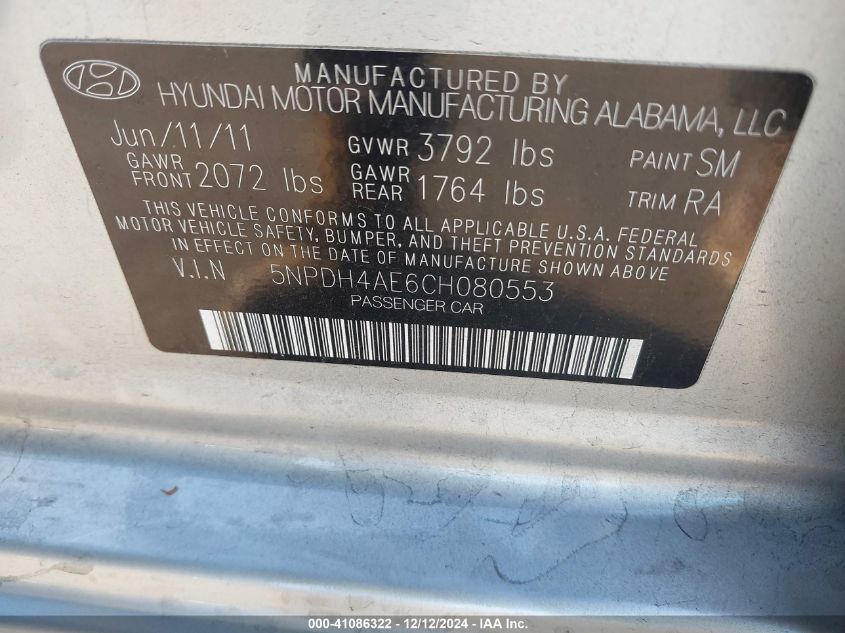 MANUFACTURED BY
HYUNDAI MOTOR MANUFACTURING ALABAMA, LLC
Jun/11/11 GVWR 3792 lbs PAINT SM
GAWR FRONT 2072 lbs GAWR REAR 1764 lbs TRIM RA
THIS VEHICLE CONFORMS TO ALL APPLICABLE U.S.A. FEDERAL
MOTOR VEHICLE SAFETY, BUMPER, AND THEFT PREVENTION STANDARDS
IN EFFECT ON THE DATE OF MANUFACTURE SHOWN ABOVE.
V.I.N 5NPDH4AE6CH080553
PASSENGER CAR
000-41086322 - 12/12/2024 - IAA Inc.